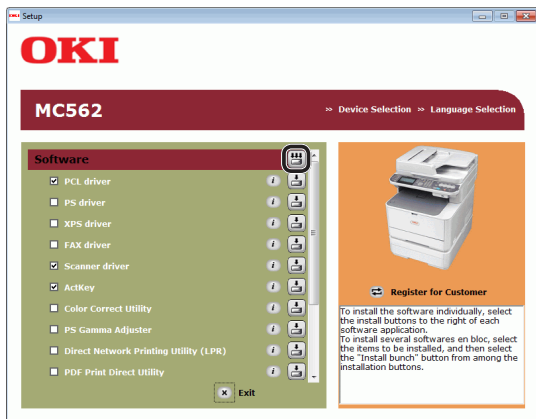 OKI Setup
OKI
MC562
» Device Selection » Language Selection
Software
PCL driver
PS driver
XPS driver
FAX driver
Scanner driver
ActKey
Color Correct Utility
PS Gamma Adjuster
Direct Network Printing Utility (LPR)
PDF Print Direct Utility
x Exit
Register for Customer
To install the software individually, select
the install buttons to the right of each
software application.
To install several softwares en bloc, select
the items to be installed, and then select
the "Install bunch" button from among the
installation buttons.